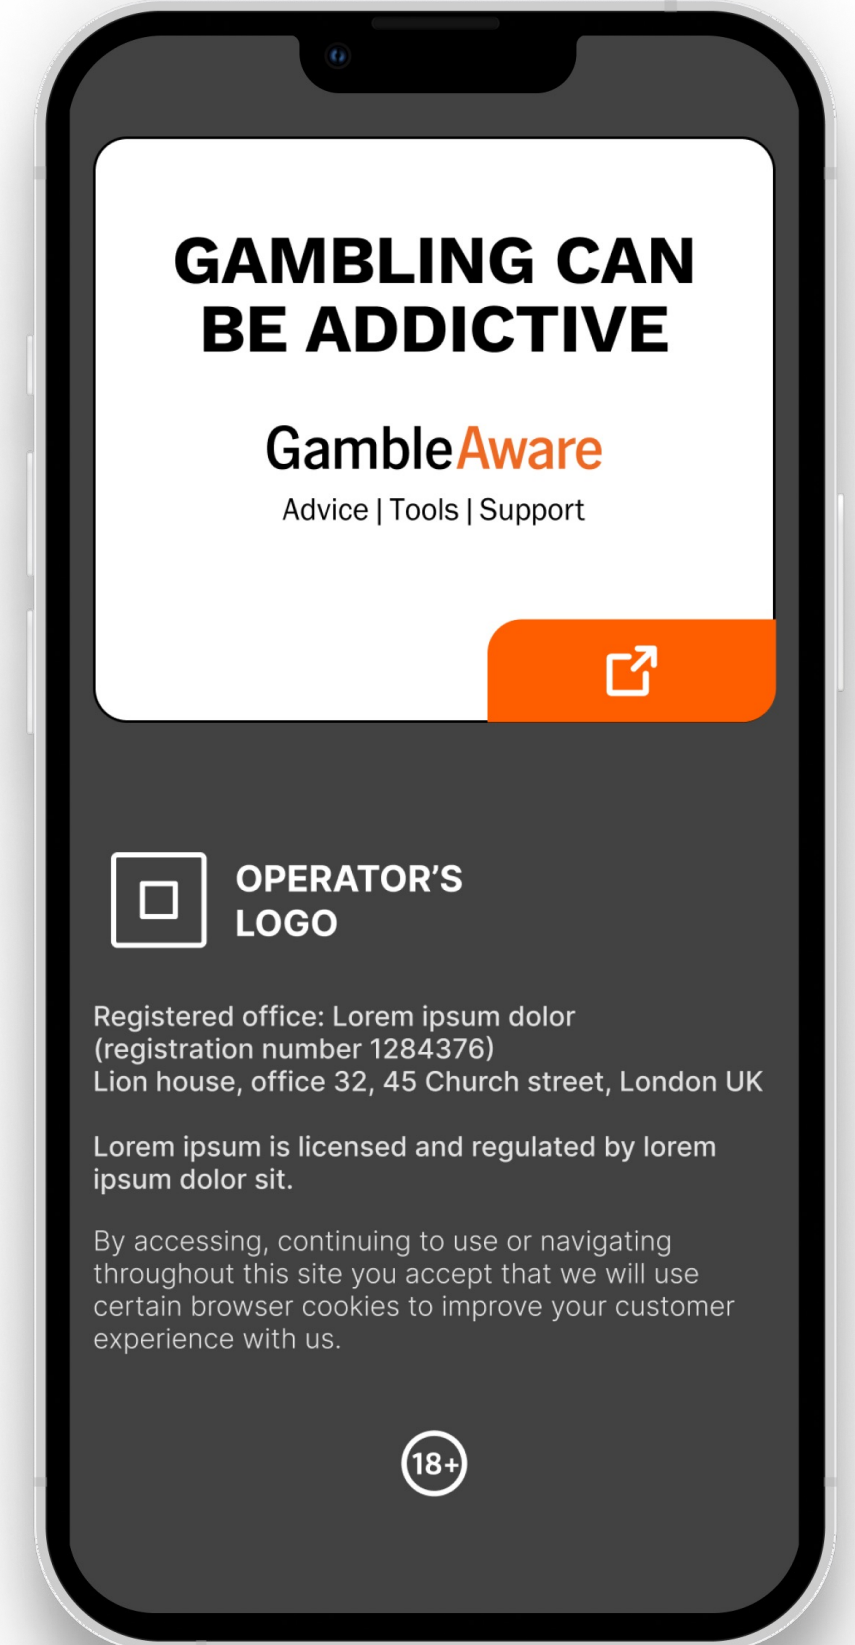 GAMBLING CAN
BE ADDICTIVE
GambleAware
Advice | Tools | Support
OPERATOR’S
LOGO
Registered office: Lorem ipsum dolor
(registration number 1284376)
Lion house, office 32, 45 Church street, London UK
Lorem ipsum is licensed and regulated by lorem
ipsum dolor sit.
By accessing, continuing to use or navigating
throughout this site you accept that we will use
certain browser cookies to improve your customer
experience with us.
18+